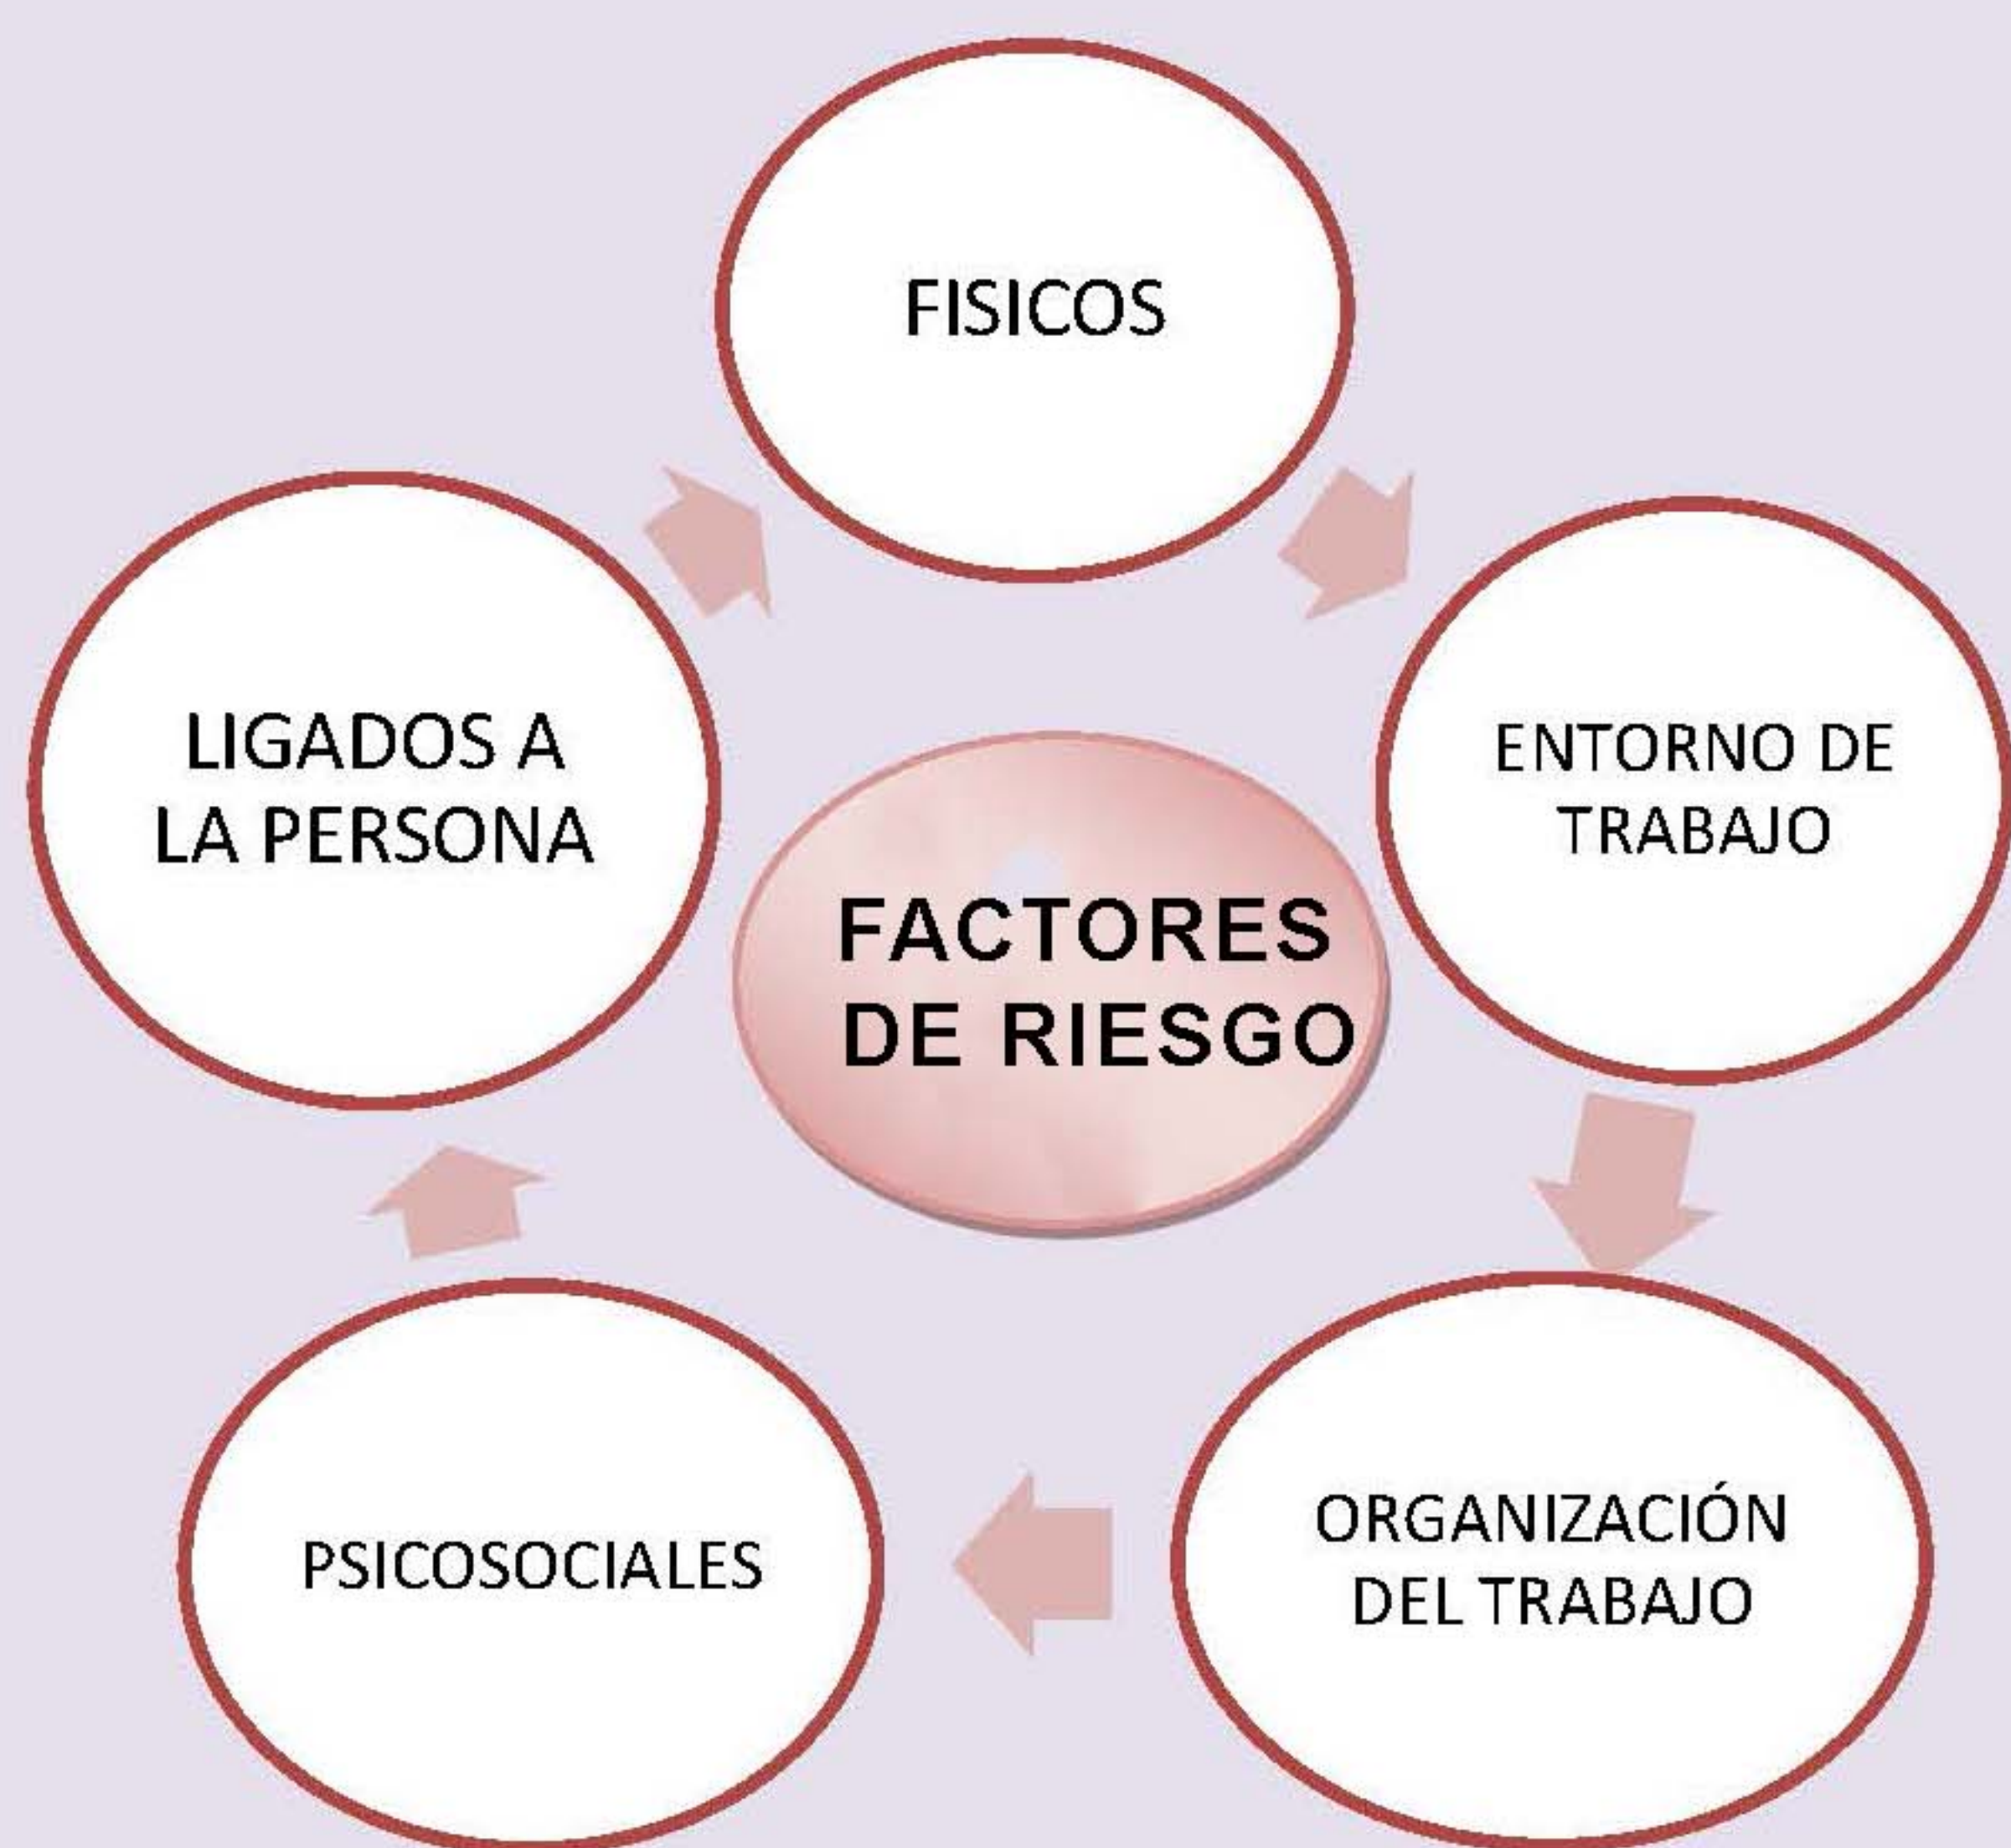 FISICOS
ENTORNO DE
TRABAJO
ORGANIZACIÓN
DEL TRABAJO
PSICOSOCIALES
LIGADOS A
LA PERSONA
FACTORES
DE RIESGO